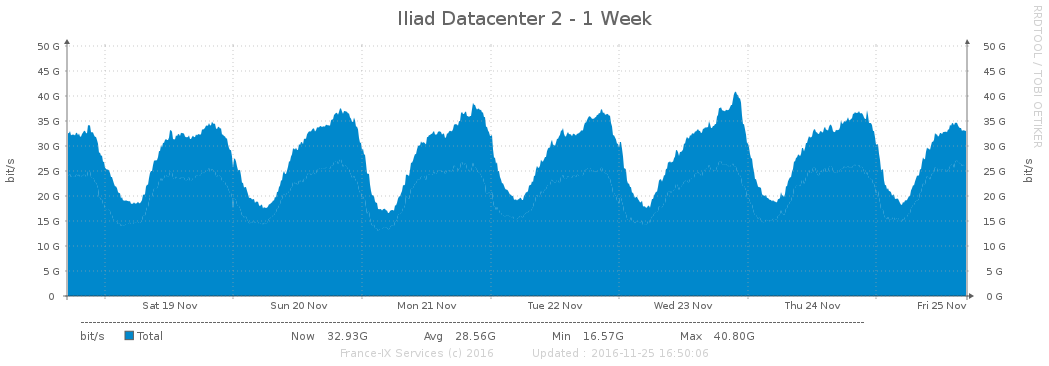 Iliad Datacenter 2 - 1 Week
RRDTOOL / TOBI OETIKER
50 G 50 G
45 G 45 G
40 G 40 G
35 G 35 G
30 G 30 G
25 G 25 G
20 G 20 G
15 G 15 G
10 G 10 G
5 G 5 G
0 0 G
bit/s
bit/s
Sat 19 Nov Sun 20 Nov Mon 21 Nov Tue 22 Nov Wed 23 Nov Thu 24 Nov Fri 25 Nov
bit/s Total Now 32.93G Avg 28.56G Min 16.57G Max 40.80G
France-IX Services (c) 2016 Updated : 2016-11-25 16:50:06